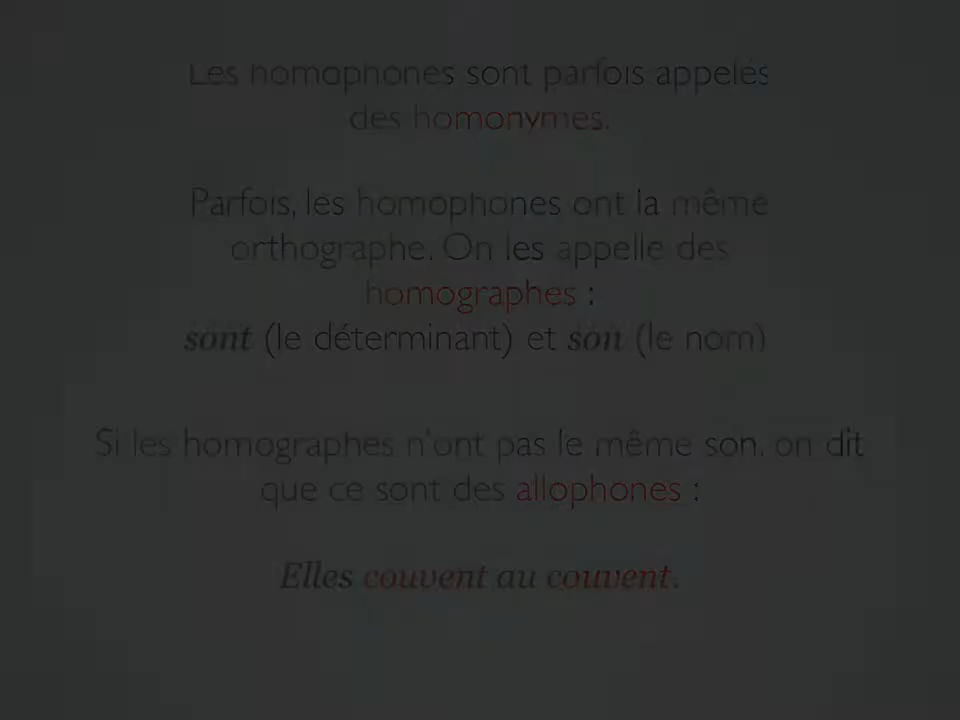 Les homophones sont parfois appelés
des homonymes.
Parfois, les homophones ont la même
orthographe. On les appelle des
homographes :
sont (le déterminant) et son (le nom)
Si les homographes n'ont pas le même son, on dit
que ce sont des allophones :
Elles couvent au couvent.